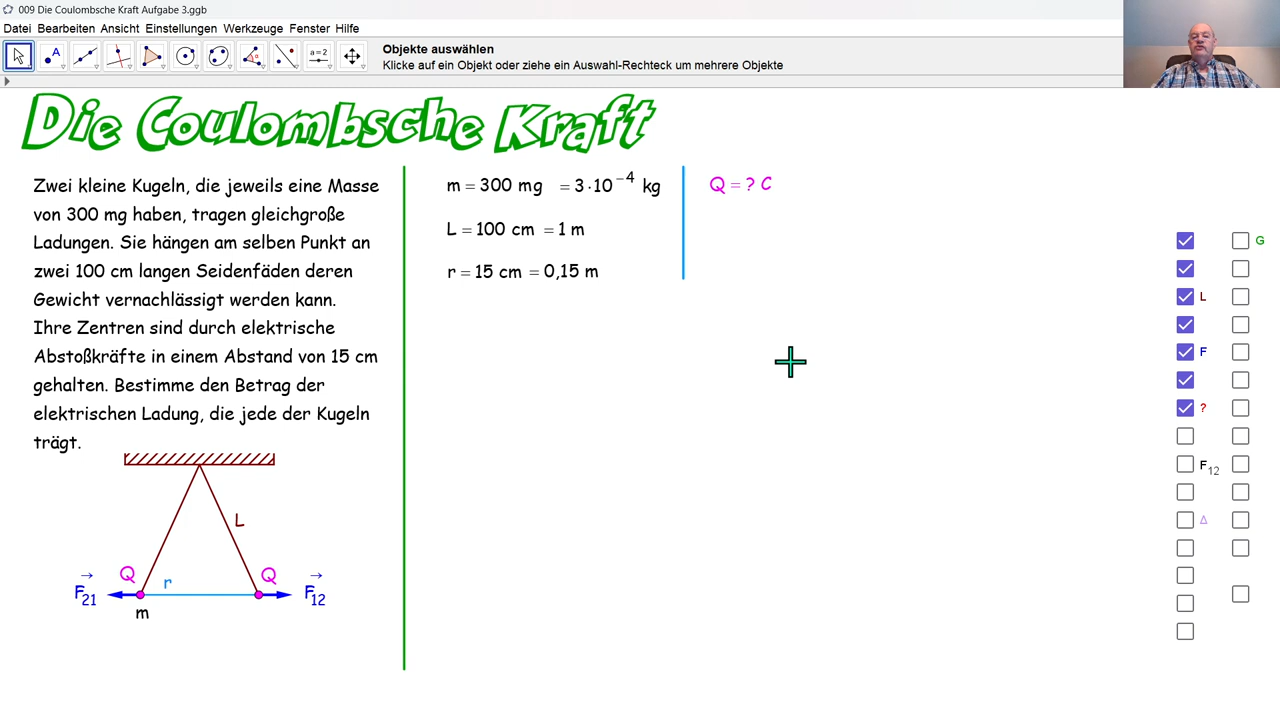 009 Die Coulombsche Kraft Aufgabe 3.ggb
Datei Bearbeiten Ansicht Einstellungen Werkzeuge Fenster Hilfe
A
a = 2
Objekte auswählen
Klicke auf ein Objekt oder ziehe ein Auswahl-Rechteck um mehrere Objekte
Die Coulombsche Kraft
Zwei kleine Kugeln, die jeweils eine Masse
von 300 mg haben, tragen gleichgroße
Ladungen. Sie hängen am selben Punkt an
zwei 100 cm langen Seidenfäden deren
Gewicht vernachlässigt werden kann.
Ihre Zentren sind durch elektrische
Abstoßkräfte in einem Abstand von 15 cm
gehalten. Bestimme den Betrag der
elektrischen Ladung, die jede der Kugeln
trägt.
L
Q r Q
F₂₁ F₁₂
m
m = 300 mg = 3·10⁻⁴ kg
L = 100 cm = 1 m
r = 15 cm = 0,15 m
Q = ? C
G
L
F
?
F₁₂
Δ